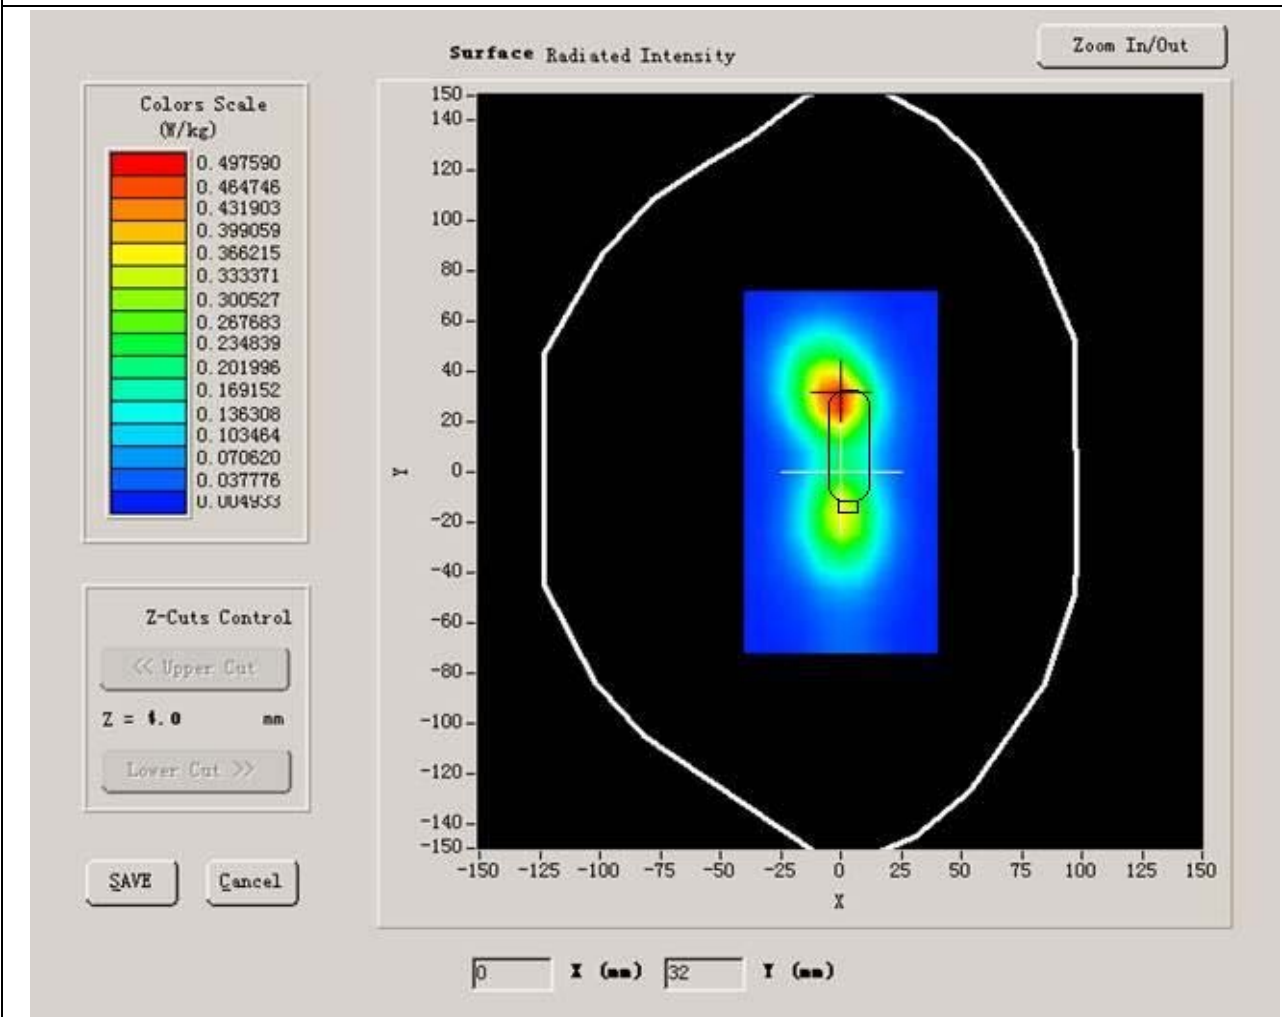 Surface Radiated Intensity
Zoom In/Out
Colors Scale
(W/kg)
0.497590
0.464746
0.431903
0.399059
0.366215
0.333371
0.300527
0.267683
0.234839
0.201996
0.169152
0.136308
0.103464
0.070620
0.037776
0.004933
Z-Cuts Control
<< Upper Cut
Z = 4.0 mm
Lower Cut >>
SAVE
Cancel
150
140
120
100
80
60
40
20
0
-20
-40
-60
-80
-100
-120
-140
-150
Y
-150 -125 -100 -75 -50 -25 0 25 50 75 100 125 150
X
0 X (mm) 32 Y (mm)